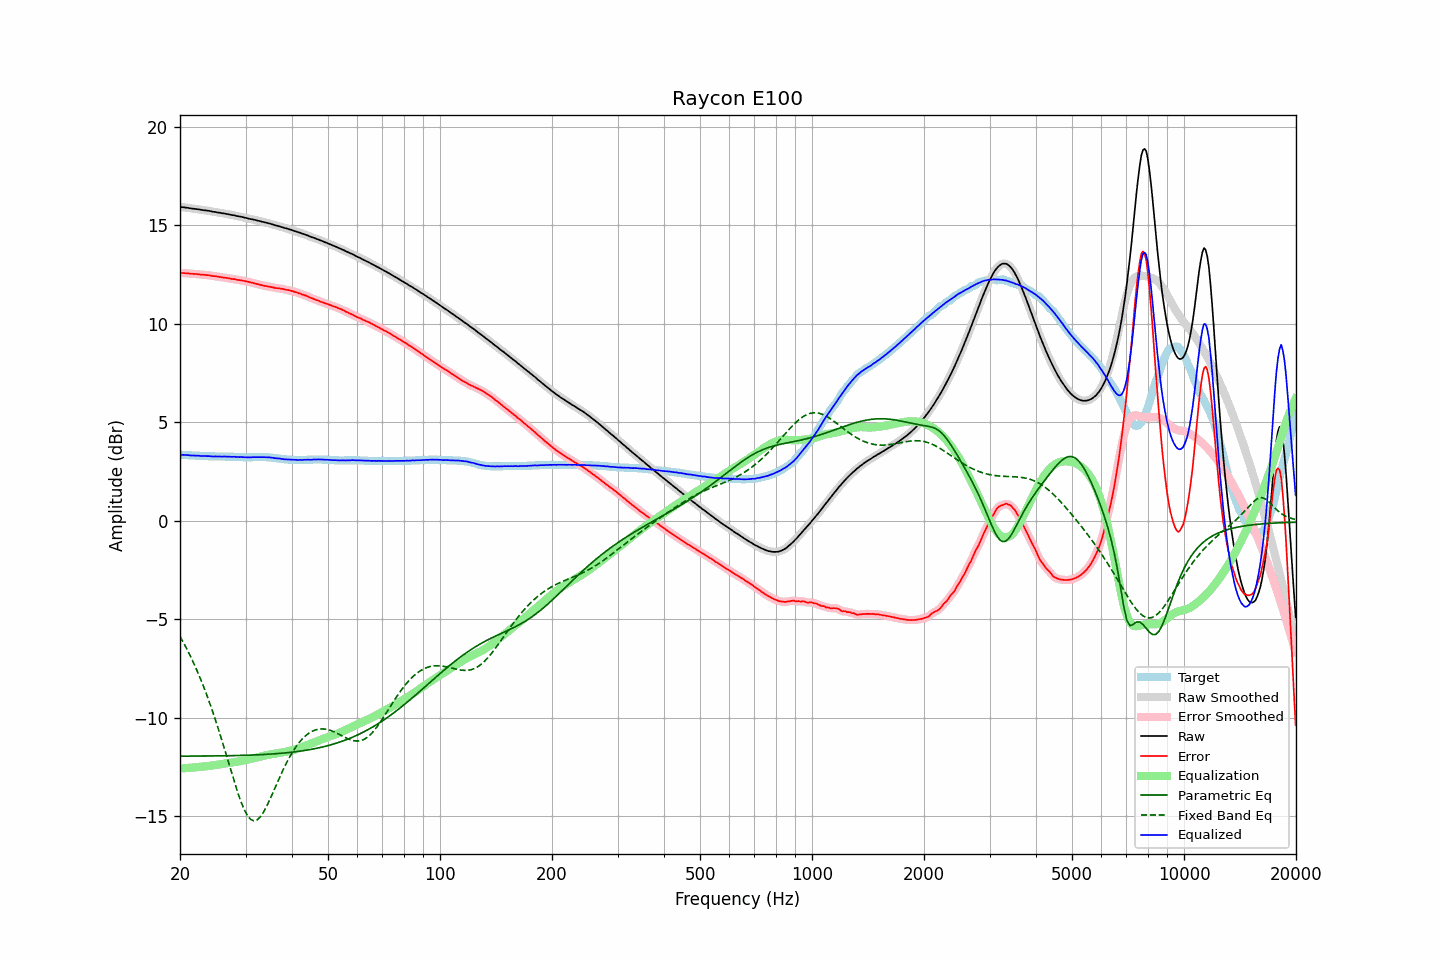 Raycon E100
20
15
10
5
0
−5
−10
−15
Amplitude (dBr)
20
50
100
200
500
1000
2000
5000
10000
20000
Frequency (Hz)
Target
Raw Smoothed
Error Smoothed
Raw
Error
Equalization
Parametric Eq
Fixed Band Eq
Equalized